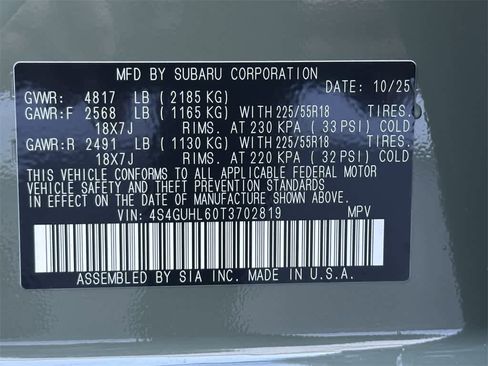 MFD BY SUBARU CORPORATION
DATE: 10/25
GVWR: 4817 LB ( 2185 KG)
GAWR:F 2568 LB ( 1165 KG) WITH 225/55R18 TIRES.
18X7J RIMS. AT 230 KPA ( 33 PSI) COLD
GAWR:R 2491 LB ( 1130 KG) WITH 225/55R18 TIRES.
18X7J RIMS. AT 220 KPA ( 32 PSI) COLD
THIS VEHICLE CONFORMS TO ALL APPLICABLE FEDERAL MOTOR
VEHICLE SAFETY AND THEFT PREVENTION STANDARDS
IN EFFECT ON THE DATE OF MANUFACTURE SHOWN ABOVE.
VIN: 4S4GUHL60T3702819 MPV
ASSEMBLED BY SIA INC. MADE IN U.S.A.